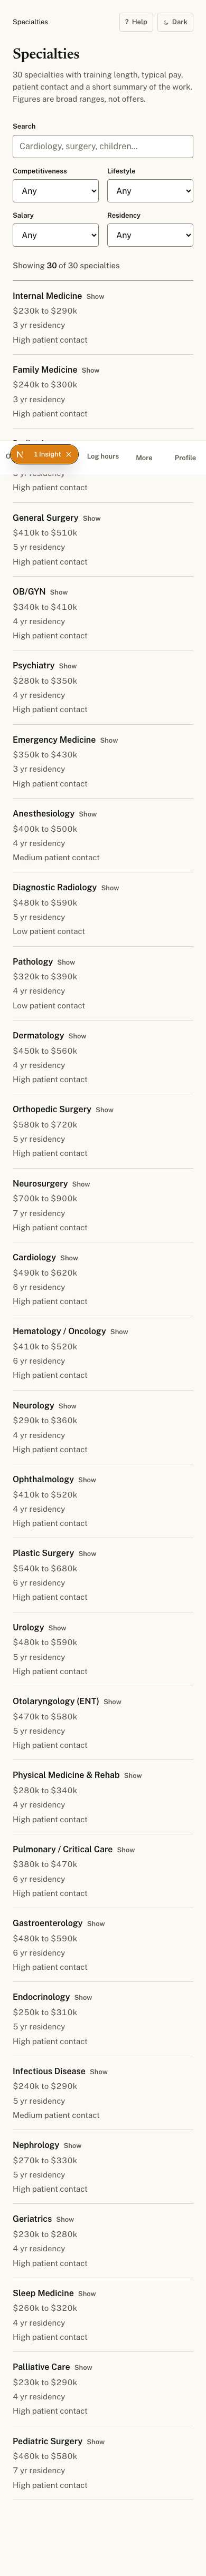 Specialties
? Help
Dark
Specialties
30 specialties with training length, typical pay,
patient contact and a short summary of the work.
Figures are broad ranges, not offers.
Search
Cardiology, surgery, children...
Competitiveness
Lifestyle
Any
Any
Salary
Residency
Any
Any
Showing 30 of 30 specialties
Internal Medicine Show
$230k to $290k
3 yr residency
High patient contact
Family Medicine Show
$240k to $300k
3 yr residency
High patient contact
1 Insight
Log hours
More
Profile
3 yr residency
High patient contact
General Surgery Show
$410k to $510k
5 yr residency
High patient contact
OB/GYN Show
$340k to $410k
4 yr residency
High patient contact
Psychiatry Show
$280k to $350k
4 yr residency
High patient contact
Emergency Medicine Show
$350k to $430k
3 yr residency
High patient contact
Anesthesiology Show
$400k to $500k
4 yr residency
Medium patient contact
Diagnostic Radiology Show
$480k to $590k
5 yr residency
Low patient contact
Pathology Show
$320k to $390k
4 yr residency
Low patient contact
Dermatology Show
$450k to $560k
4 yr residency
High patient contact
Orthopedic Surgery Show
$580k to $720k
5 yr residency
High patient contact
Neurosurgery Show
$700k to $900k
7 yr residency
High patient contact
Cardiology Show
$490k to $620k
6 yr residency
High patient contact
Hematology / Oncology Show
$410k to $520k
6 yr residency
High patient contact
Neurology Show
$290k to $360k
4 yr residency
High patient contact
Ophthalmology Show
$410k to $520k
4 yr residency
High patient contact
Plastic Surgery Show
$540k to $680k
6 yr residency
High patient contact
Urology Show
$480k to $590k
5 yr residency
High patient contact
Otolaryngology (ENT) Show
$470k to $580k
5 yr residency
High patient contact
Physical Medicine & Rehab Show
$280k to $340k
4 yr residency
High patient contact
Pulmonary / Critical Care Show
$380k to $470k
6 yr residency
High patient contact
Gastroenterology Show
$480k to $590k
6 yr residency
High patient contact
Endocrinology Show
$250k to $310k
5 yr residency
High patient contact
Infectious Disease Show
$240k to $290k
5 yr residency
Medium patient contact
Nephrology Show
$270k to $330k
5 yr residency
High patient contact
Geriatrics Show
$230k to $280k
4 yr residency
High patient contact
Sleep Medicine Show
$260k to $320k
4 yr residency
High patient contact
Palliative Care Show
$230k to $290k
4 yr residency
High patient contact
Pediatric Surgery Show
$460k to $580k
7 yr residency
High patient contact